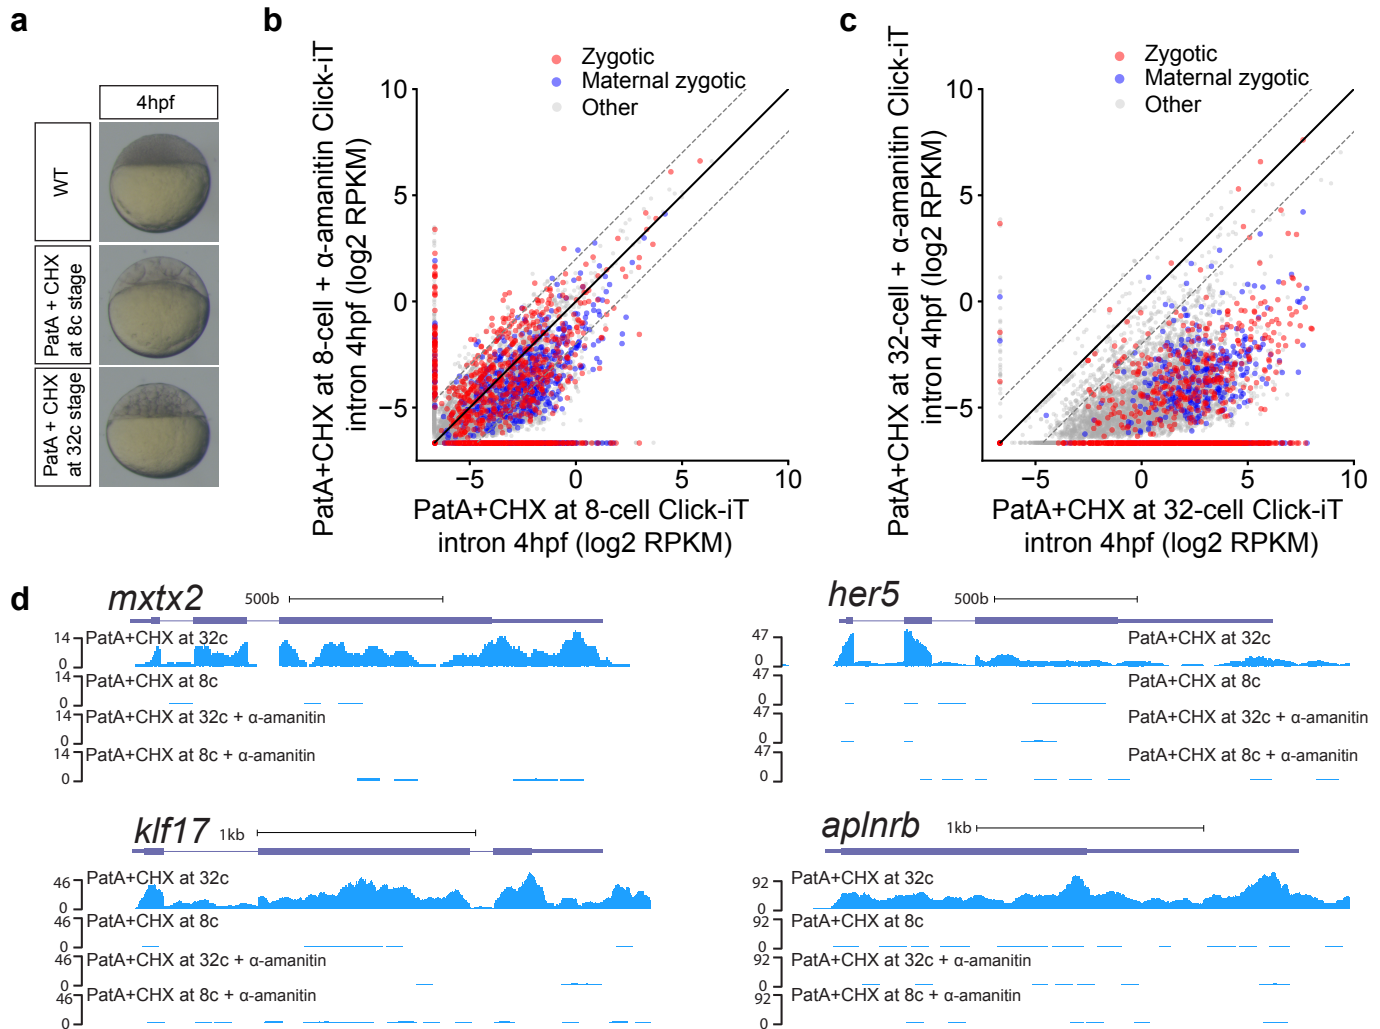 a
4hpf
WT
PatA + CHX
at 8c stage
PatA + CHX
at 32c stage
b
Zygotic
Maternal zygotic
Other
PatA+CHX at 8-cell + α-amanitin Click-iT
intron 4hpf (log2 RPKM)
10
5
0
−5
−5
0
5
10
PatA+CHX at 8-cell Click-iT
intron 4hpf (log2 RPKM)
c
Zygotic
Maternal zygotic
Other
PatA+CHX at 32-cell + α-amanitin Click-iT
intron 4hpf (log2 RPKM)
10
5
0
−5
−5
0
5
10
PatA+CHX at 32-cell Click-iT
intron 4hpf (log2 RPKM)
d
mxtx2
500b
14
PatA+CHX at 32c
0
14
PatA+CHX at 8c
0
14
PatA+CHX at 32c + α-amanitin
0
14
PatA+CHX at 8c + α-amanitin
0
her5
500b
47
PatA+CHX at 32c
0
47
PatA+CHX at 8c
0
47
PatA+CHX at 32c + α-amanitin
0
47
PatA+CHX at 8c + α-amanitin
0
klf17
1kb
46
PatA+CHX at 32c
0
46
PatA+CHX at 8c
0
46
PatA+CHX at 32c + α-amanitin
0
46
PatA+CHX at 8c + α-amanitin
0
aplnrb
1kb
92
PatA+CHX at 32c
0
92
PatA+CHX at 8c
0
92
PatA+CHX at 32c + α-amanitin
0
92
PatA+CHX at 8c + α-amanitin
0